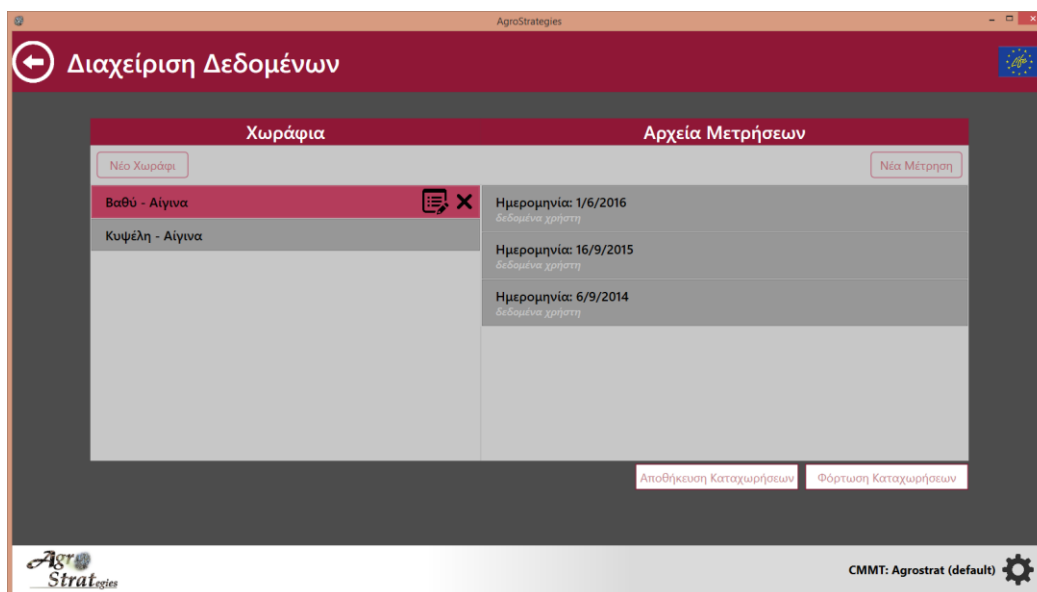 AgroStrategies
Διαχείριση Δεδομένων
life
Χωράφια
Αρχεία Μετρήσεων
Νέο Χωράφι
Νέα Μέτρηση
Βαθύ - Αίγινα
Κυψέλη - Αίγινα
Ημερομηνία: 1/6/2016
δεδομένα χρήστη
Ημερομηνία: 16/9/2015
δεδομένα χρήστη
Ημερομηνία: 6/9/2014
δεδομένα χρήστη
Αποθήκευση Καταχωρήσεων
Φόρτωση Καταχωρήσεων
Agro
Strategies
CMMT: Agrostrat (default)